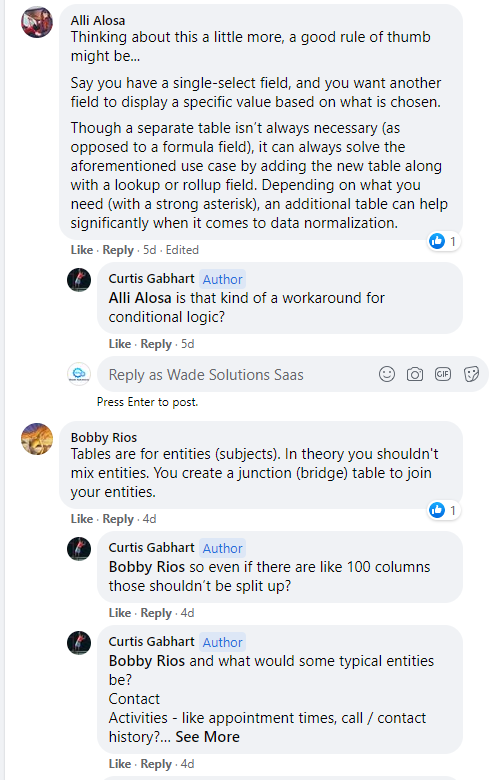 Alli Alosa
Thinking about this a little more, a good rule of thumb
might be...
Say you have a single-select field, and you want another
field to display a specific value based on what is chosen.
Though a separate table isn't always necessary (as
opposed to a formula field), it can always solve the
aforementioned use case by adding the new table along
with a lookup or rollup field. Depending on what you
need (with a strong asterisk), an additional table can help
significantly when it comes to data normalization.
1
Like · Reply · 5d · Edited
Curtis Gabhart Author
Alli Alosa is that kind of a workaround for
conditional logic?
Like · Reply · 5d
Reply as Wade Solutions Saas
GIF
Press Enter to post.
Bobby Rios
Tables are for entities (subjects). In theory you shouldn't
mix entities. You create a junction (bridge) table to join
your entities.
1
Like · Reply · 4d
Curtis Gabhart Author
Bobby Rios so even if there are like 100 columns
those shouldn't be split up?
Like · Reply · 4d
Curtis Gabhart Author
Bobby Rios and what would some typical entities
be?
Contact
Activities - like appointment times, call / contact
history?... See More
Like · Reply · 4d